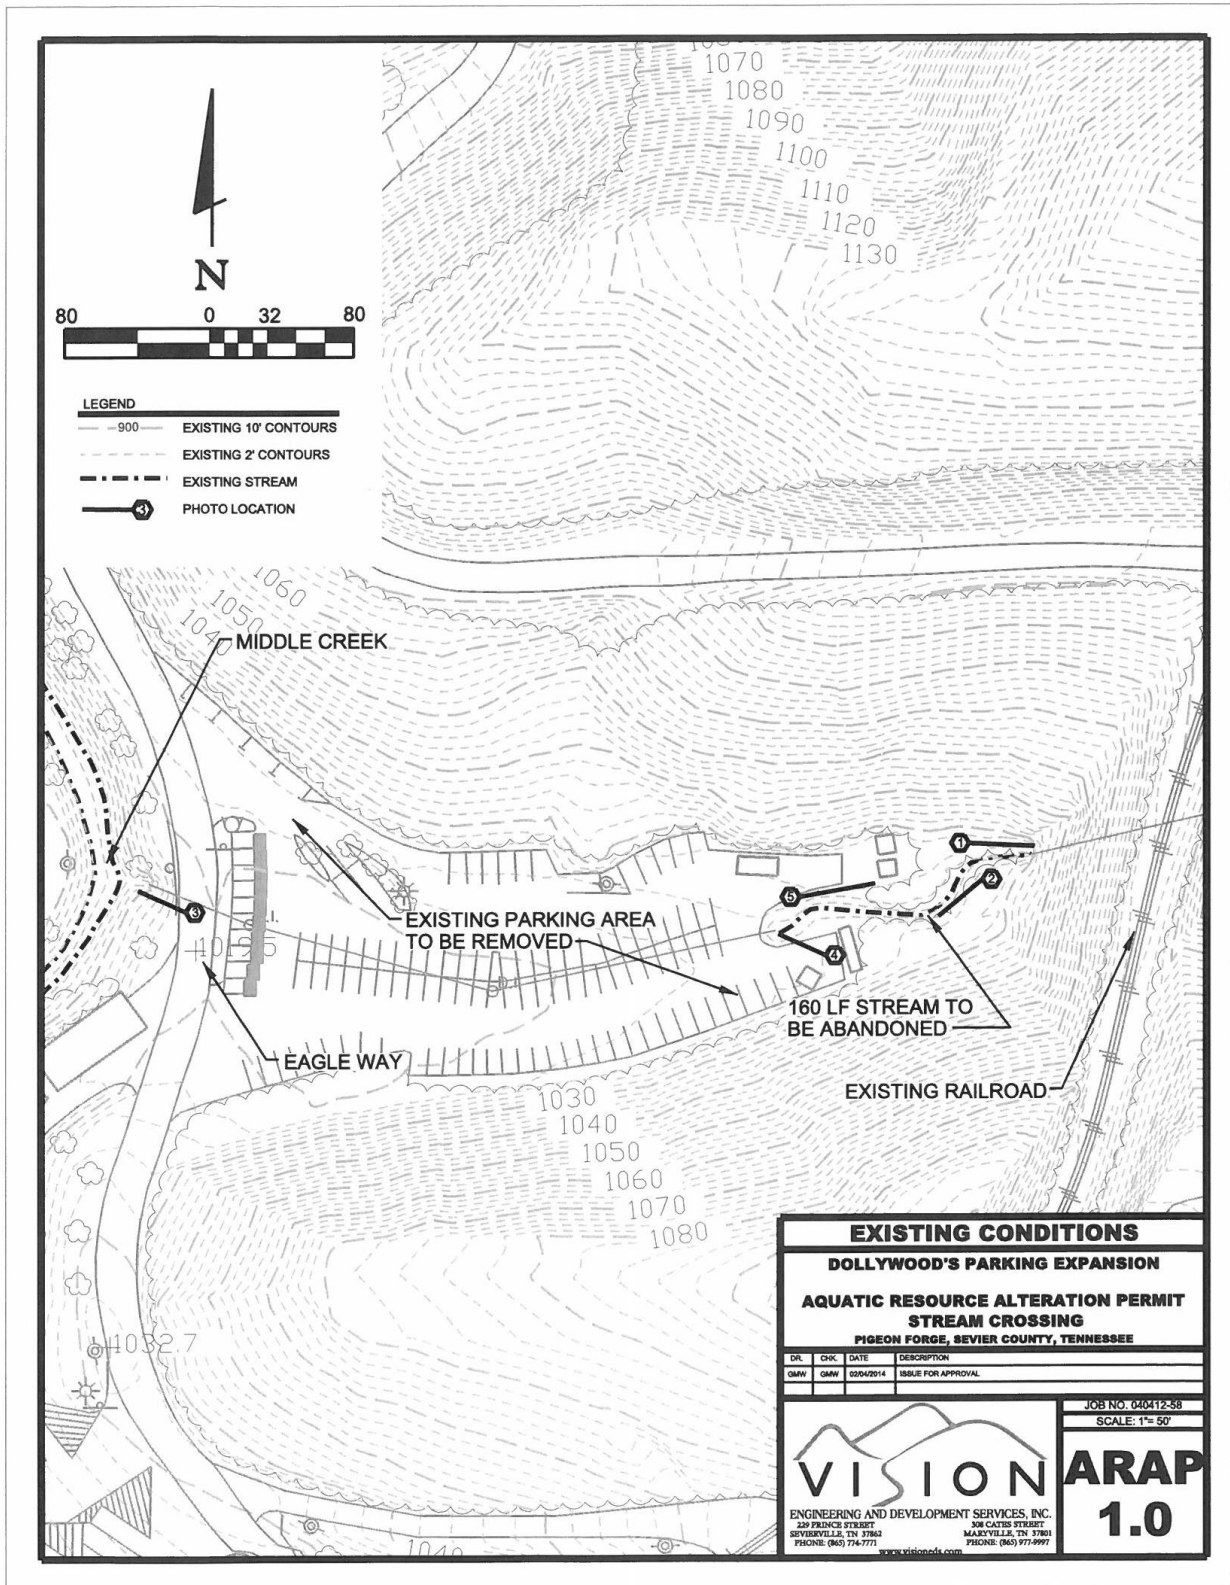 1070
1080
1090
1100
1110
1120
1130
N
80 0 32 80
LEGEND
900 EXISTING 10' CONTOURS
EXISTING 2' CONTOURS
EXISTING STREAM
3 PHOTO LOCATION
1060
1050
MIDDLE CREEK
1
2
5
3
4
EXISTING PARKING AREA
TO BE REMOVED
1019.5
160 LF STREAM TO
BE ABANDONED
EAGLE WAY
EXISTING RAILROAD
1030
1040
1050
1060
1070
1080
1032.7
1040
EXISTING CONDITIONS
DOLLYWOOD'S PARKING EXPANSION
AQUATIC RESOURCE ALTERATION PERMIT
STREAM CROSSING
PIGEON FORGE, SEVIER COUNTY, TENNESSEE
DR. CHK. DATE DESCRIPTION
GMW GMW 02/04/2014 ISSUE FOR APPROVAL
JOB NO. 040412-58
SCALE: 1"= 50'
ARAP
1.0
VISION
ENGINEERING AND DEVELOPMENT SERVICES, INC.
229 PRINCE STREET
SEVIERVILLE, TN 37862
PHONE: (865) 774-7771
308 CATES STREET
MARYVILLE, TN 37801
PHONE: (865) 977-9997
www.visioneds.com